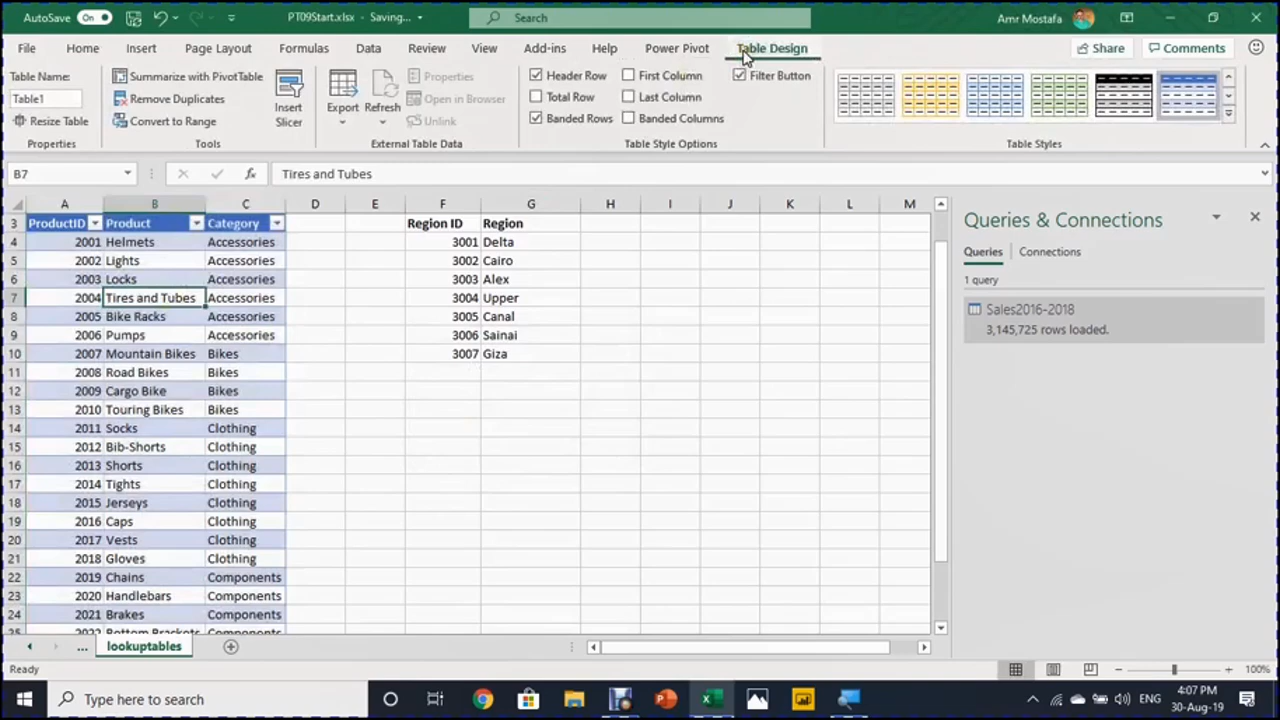 AutoSave On PT09Start.xlsx - Saving... Search Amr Mostafa
File Home Insert Page Layout Formulas Data Review View Add-ins Help Power Pivot Table Design Share Comments
Table Name:
Table1
Resize Table
Properties
Summarize with PivotTable
Remove Duplicates
Convert to Range
Tools
Insert
Slicer
Export
Refresh
Properties
Open in Browser
Unlink
External Table Data
Header Row First Column Filter Button
Total Row Last Column
Banded Rows Banded Columns
Table Style Options
Table Styles
B7 fx Tires and Tubes
A B C D E F G H I J K L M
3 ProductID Product Category Region ID Region
4 2001 Helmets Accessories 3001 Delta
5 2002 Lights Accessories 3002 Cairo
6 2003 Locks Accessories 3003 Alex
7 2004 Tires and Tubes Accessories 3004 Upper
8 2005 Bike Racks Accessories 3005 Canal
9 2006 Pumps Accessories 3006 Sainai
10 2007 Mountain Bikes Bikes 3007 Giza
11 2008 Road Bikes Bikes
12 2009 Cargo Bike Bikes
13 2010 Touring Bikes Bikes
14 2011 Socks Clothing
15 2012 Bib-Shorts Clothing
16 2013 Shorts Clothing
17 2014 Tights Clothing
18 2015 Jerseys Clothing
19 2016 Caps Clothing
20 2017 Vests Clothing
21 2018 Gloves Clothing
22 2019 Chains Components
23 2020 Handlebars Components
24 2021 Brakes Components
25 2022 Bottom Brackets Components
Queries & Connections
Queries Connections
1 query
Sales2016-2018
3,145,725 rows loaded.
... lookuptables
Ready 100%
Type here to search ENG 4:07 PM
30-Aug-19